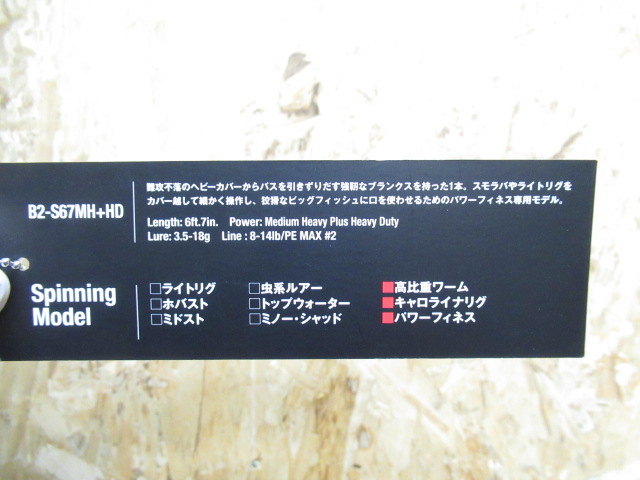 B2-S67MH+HD
難攻不落のヘビーカバーからバスを引きずりだす強靭なブランクスを持った1本。スモラバやライトリグを
カバー越しで細かく操作し、狡猾なビッグフィッシュに口を使わせるためのパワーフィネス専用モデル。
Length: 6ft.7in. Power: Medium Heavy Plus Heavy Duty
Lure: 3.5-18g Line : 8-14lb/PE MAX #2
Spinning
Model
□ライトリグ □虫系ルアー ■高比重ワーム
□ホバスト □トップウォーター ■キャロライナリグ
□ミドスト □ミノー・シャッド ■パワーフィネス